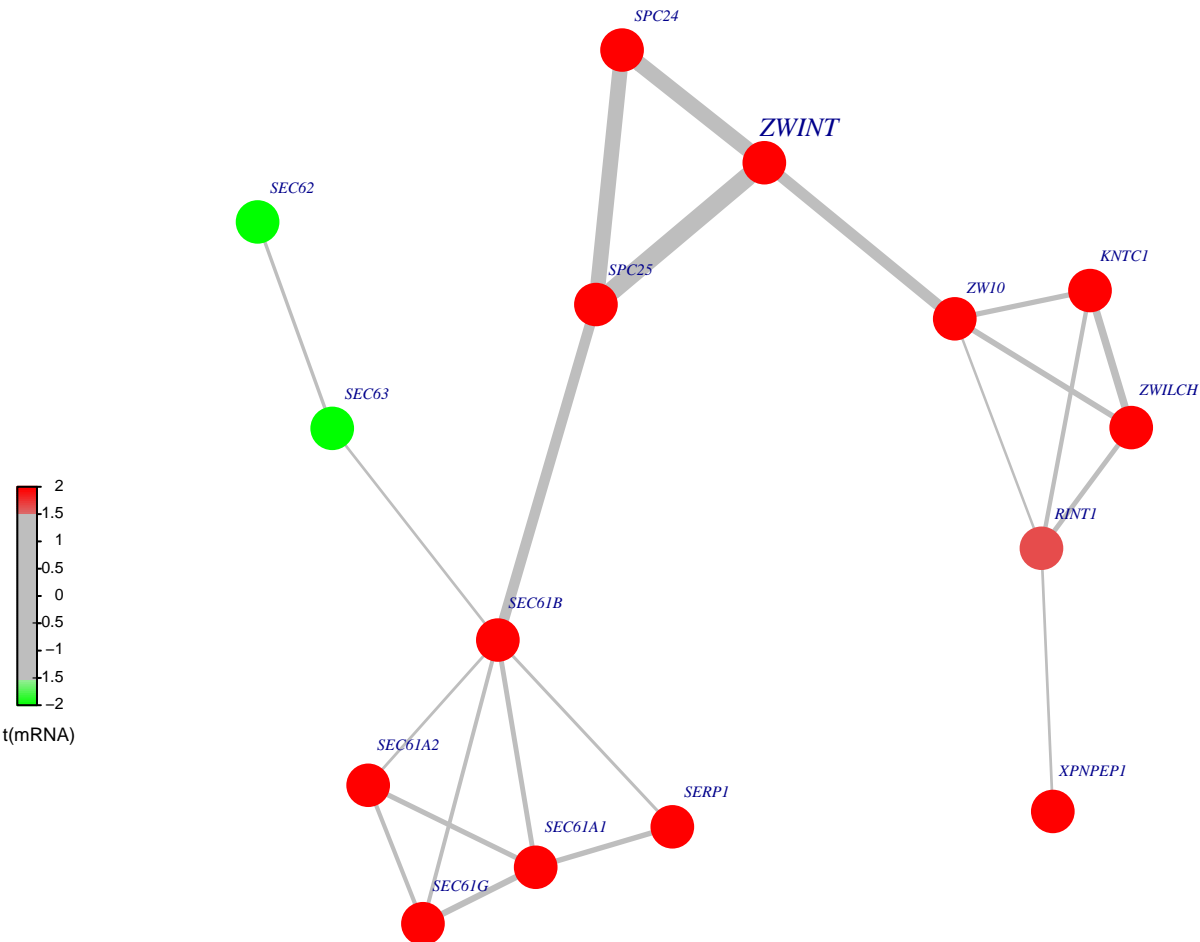 SPC24
ZWINT
SEC62
KNTC1
SPC25
ZW10
SEC63
ZWILCH
2
1.5
1
0.5
0
-0.5
−1
-1.5
−2
t(mRNA)
RINT1
SEC61B
SEC61A2
XPNPEP1
SERP1
SEC61A1
SEC61G